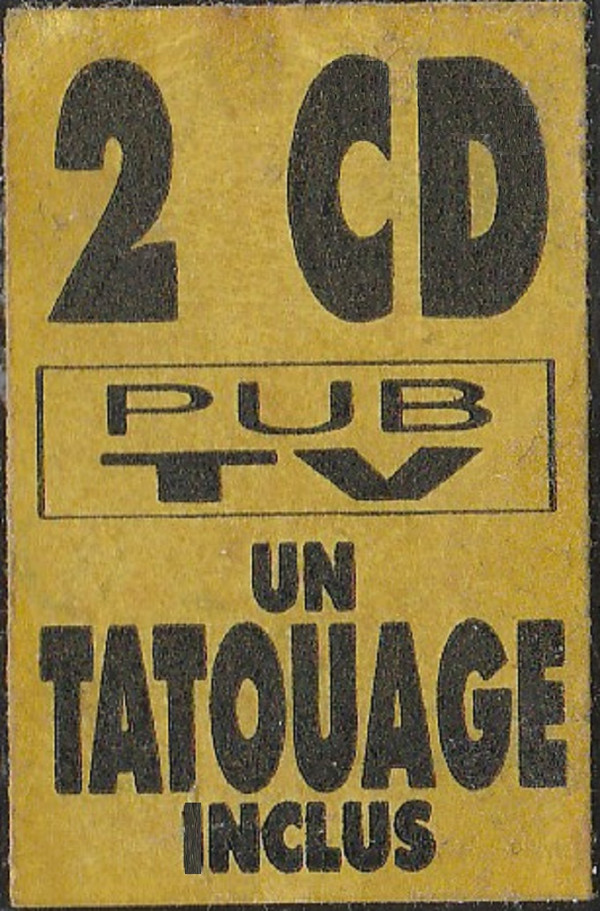 2 CD
PUB
TV
UN
TATOUAGE
INCLUS